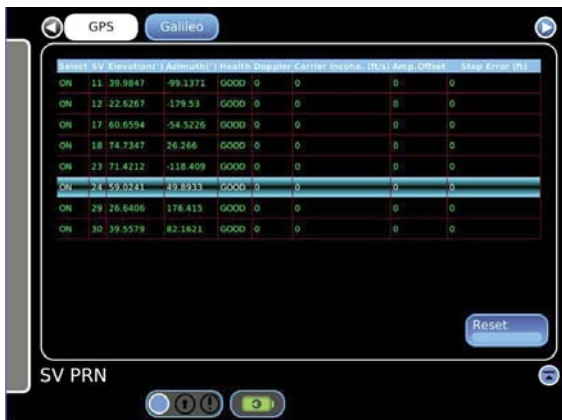 GPS Galileo
Select SV Elevation(°) Azimuth(°) Health Doppler Carrier Incohe. (ft/s) Amp.Offset Step Error (ft)
ON 11 39.9847 -99.1371 GOOD 0 0 0 0
ON 12 22.6267 -179.53 GOOD 0 0 0 0
ON 17 60.6594 -54.5226 GOOD 0 0 0 0
ON 18 74.7347 26.266 GOOD 0 0 0 0
ON 23 71.4212 -118.409 GOOD 0 0 0 0
ON 24 59.0241 49.8933 GOOD 0 0 0 0
ON 29 26.6406 176.415 GOOD 0 0 0 0
ON 30 39.5579 82.1621 GOOD 0 0 0 0
Reset
SV PRN